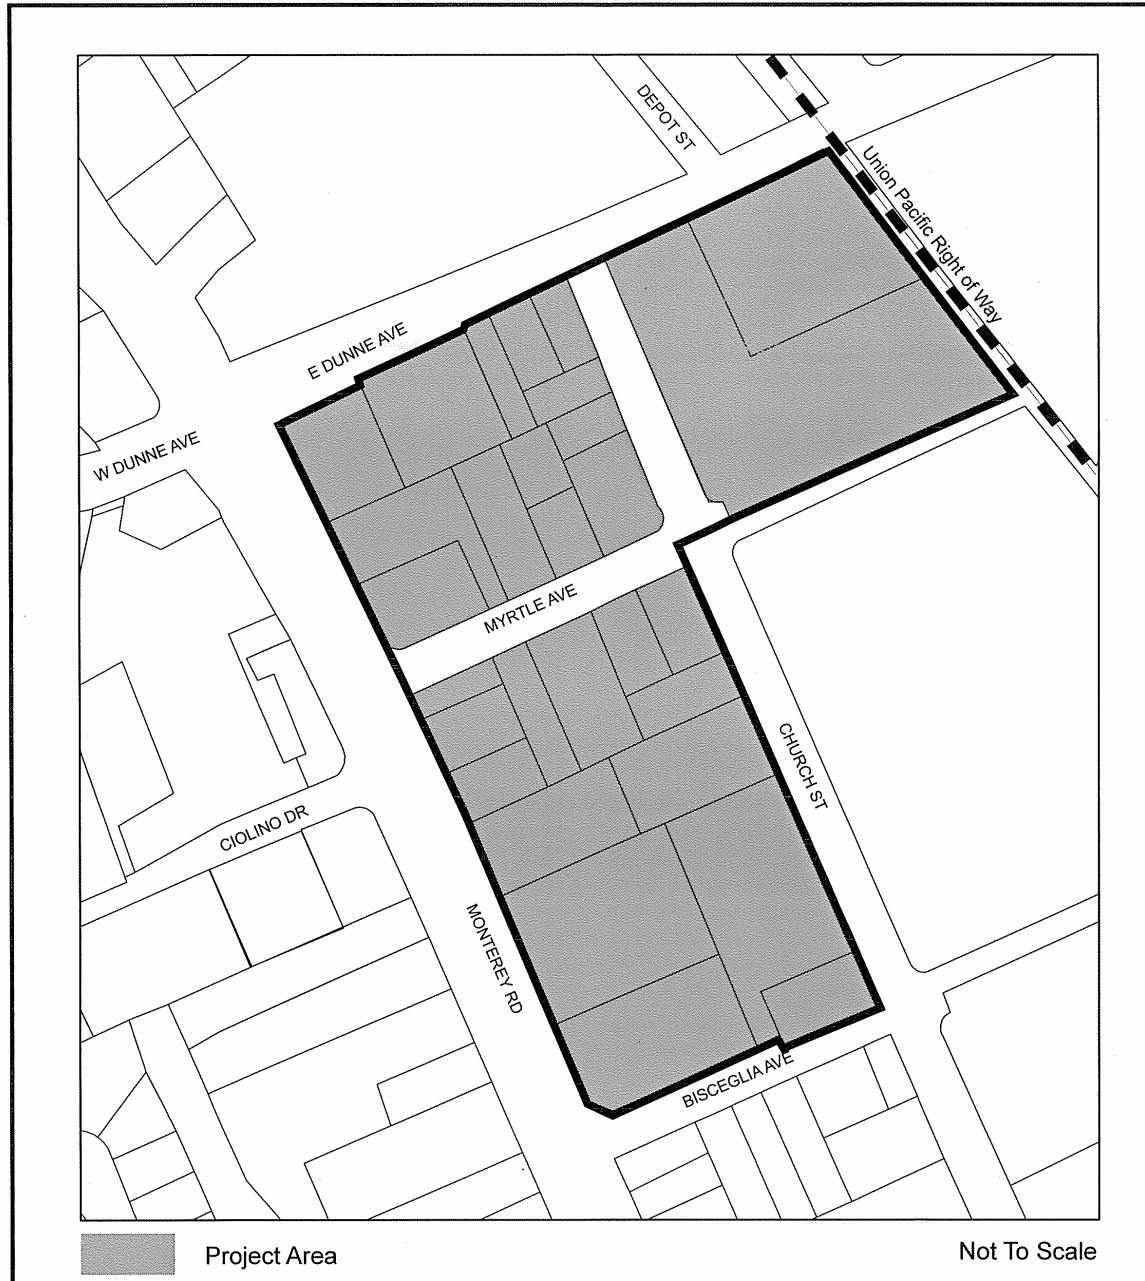 DEPOT ST
Union Pacific Right of Way
E DUNNE AVE
W DUNNE AVE
MYRTLE AVE
CHURCH ST
CIOLINO DR
MONTEREY RD
BISCEGLIA AVE
Project Area
Not To Scale